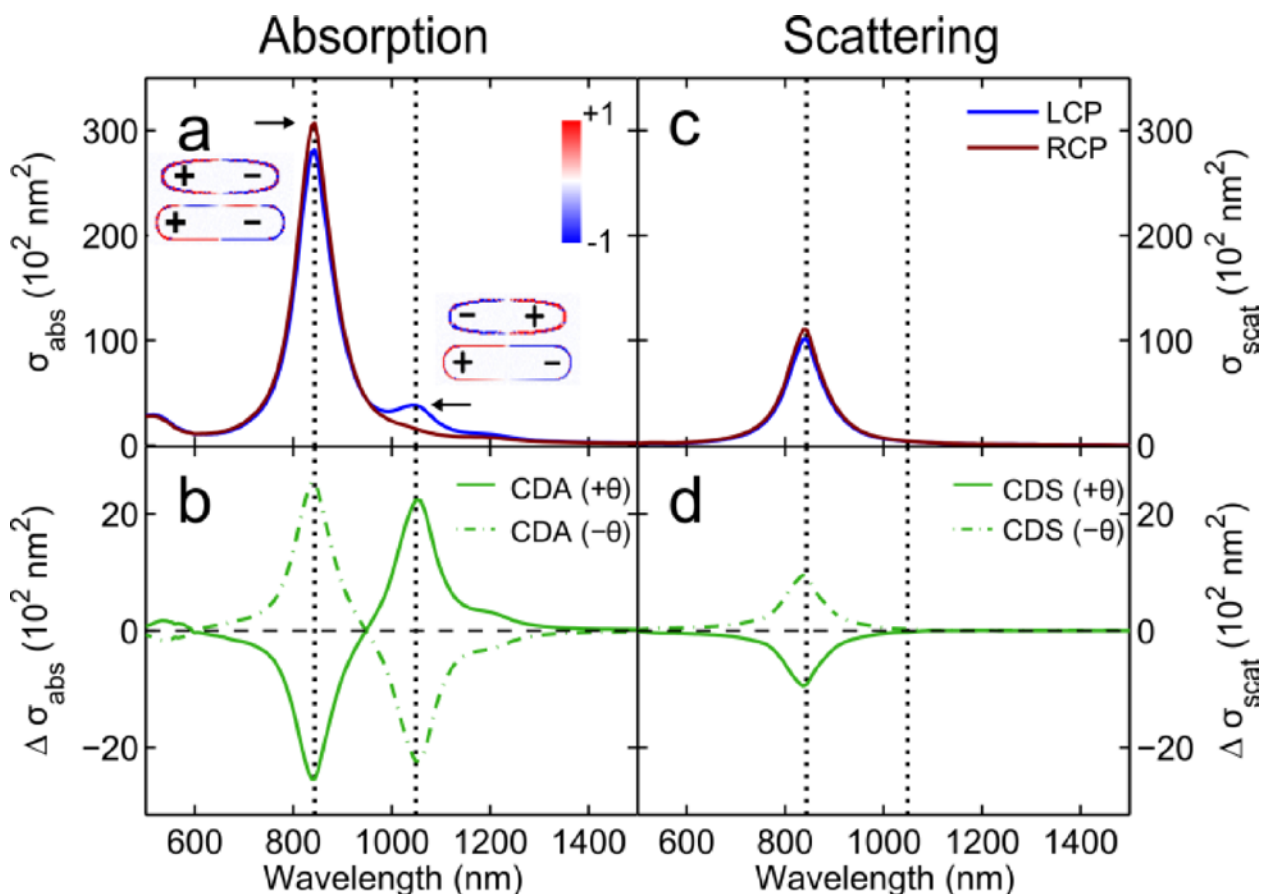 Absorption
Scattering
a
+1
-1
+ −
+ −
− +
+ −
300
200
100
0
σabs (10² nm²)
c
LCP
RCP
300
200
100
0
σscat (10² nm²)
b
CDA (+θ)
CDA (−θ)
20
0
−20
Δ σabs (10² nm²)
d
CDS (+θ)
CDS (−θ)
20
0
−20
Δ σscat (10² nm²)
600 800 1000 1200 1400
Wavelength (nm)
600 800 1000 1200 1400
Wavelength (nm)